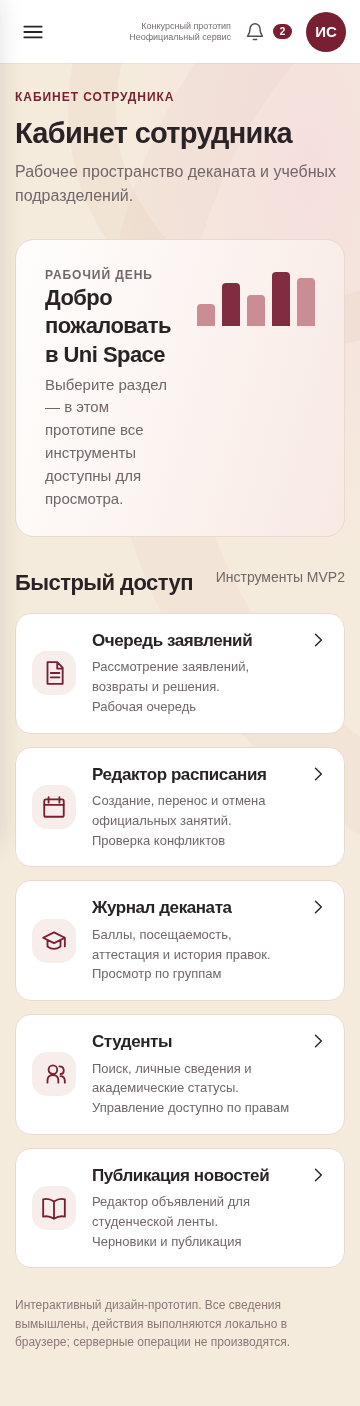 Конкурсный прототип
Неофициальный сервис
2
ИС
КАБИНЕТ СОТРУДНИКА
Кабинет сотрудника
Рабочее пространство деканата и учебных
подразделений.
РАБОЧИЙ ДЕНЬ
Добро
пожаловать
в Uni Space
Выберите раздел
— в этом
прототипе все
инструменты
доступны для
просмотра.
Быстрый доступ
Инструменты MVP2
Очередь заявлений
Рассмотрение заявлений,
возвраты и решения.
Рабочая очередь
Редактор расписания
Создание, перенос и отмена
официальных занятий.
Проверка конфликтов
Журнал деканата
Баллы, посещаемость,
аттестация и история правок.
Просмотр по группам
Студенты
Поиск, личные сведения и
академические статусы.
Управление доступно по правам
Публикация новостей
Редактор объявлений для
студенческой ленты.
Черновики и публикация
Интерактивный дизайн-прототип. Все сведения
вымышлены, действия выполняются локально в
браузере; серверные операции не производятся.